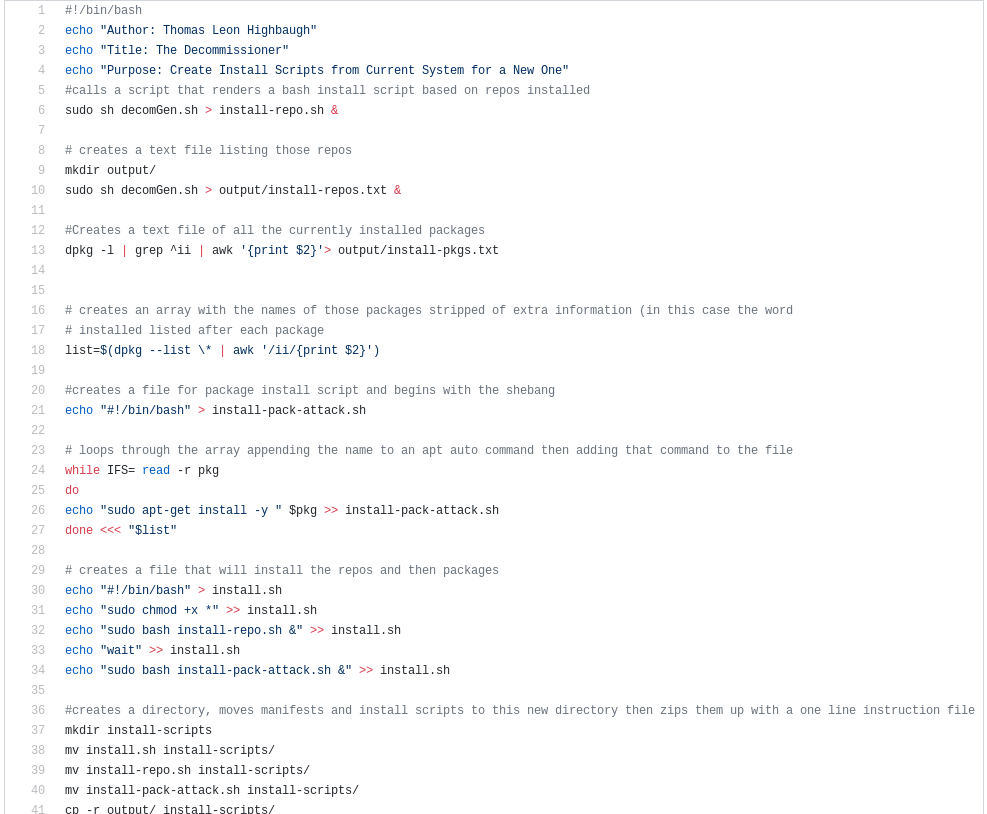 1 #!/bin/bash
2 echo "Author: Thomas Leon Highbaugh"
3 echo "Title: The Decommissioner"
4 echo "Purpose: Create Install Scripts from Current System for a New One"
5 #calls a script that renders a bash install script based on repos installed
6 sudo sh decomGen.sh > install-repo.sh &
7
8 # creates a text file listing those repos
9 mkdir output/
10 sudo sh decomGen.sh > output/install-repos.txt &
11
12 #Creates a text file of all the currently installed packages
13 dpkg -l | grep ^ii | awk '{print $2}'> output/install-pkgs.txt
14
15
16 # creates an array with the names of those packages stripped of extra information (in this case the word
17 # installed listed after each package
18 list=$(dpkg --list \* | awk '/ii/{print $2}')
19
20 #creates a file for package install script and begins with the shebang
21 echo "#!/bin/bash" > install-pack-attack.sh
22
23 # loops through the array appending the name to an apt auto command then adding that command to the file
24 while IFS= read -r pkg
25 do
26 echo "sudo apt-get install -y " $pkg >> install-pack-attack.sh
27 done <<< "$list"
28
29 # creates a file that will install the repos and then packages
30 echo "#!/bin/bash" > install.sh
31 echo "sudo chmod +x *" >> install.sh
32 echo "sudo bash install-repo.sh &" >> install.sh
33 echo "wait" >> install.sh
34 echo "sudo bash install-pack-attack.sh &" >> install.sh
35
36 #creates a directory, moves manifests and install scripts to this new directory then zips them up with a one line instruction file
37 mkdir install-scripts
38 mv install.sh install-scripts/
39 mv install-repo.sh install-scripts/
40 mv install-pack-attack.sh install-scripts/
41 cp -r output/ install-scripts/